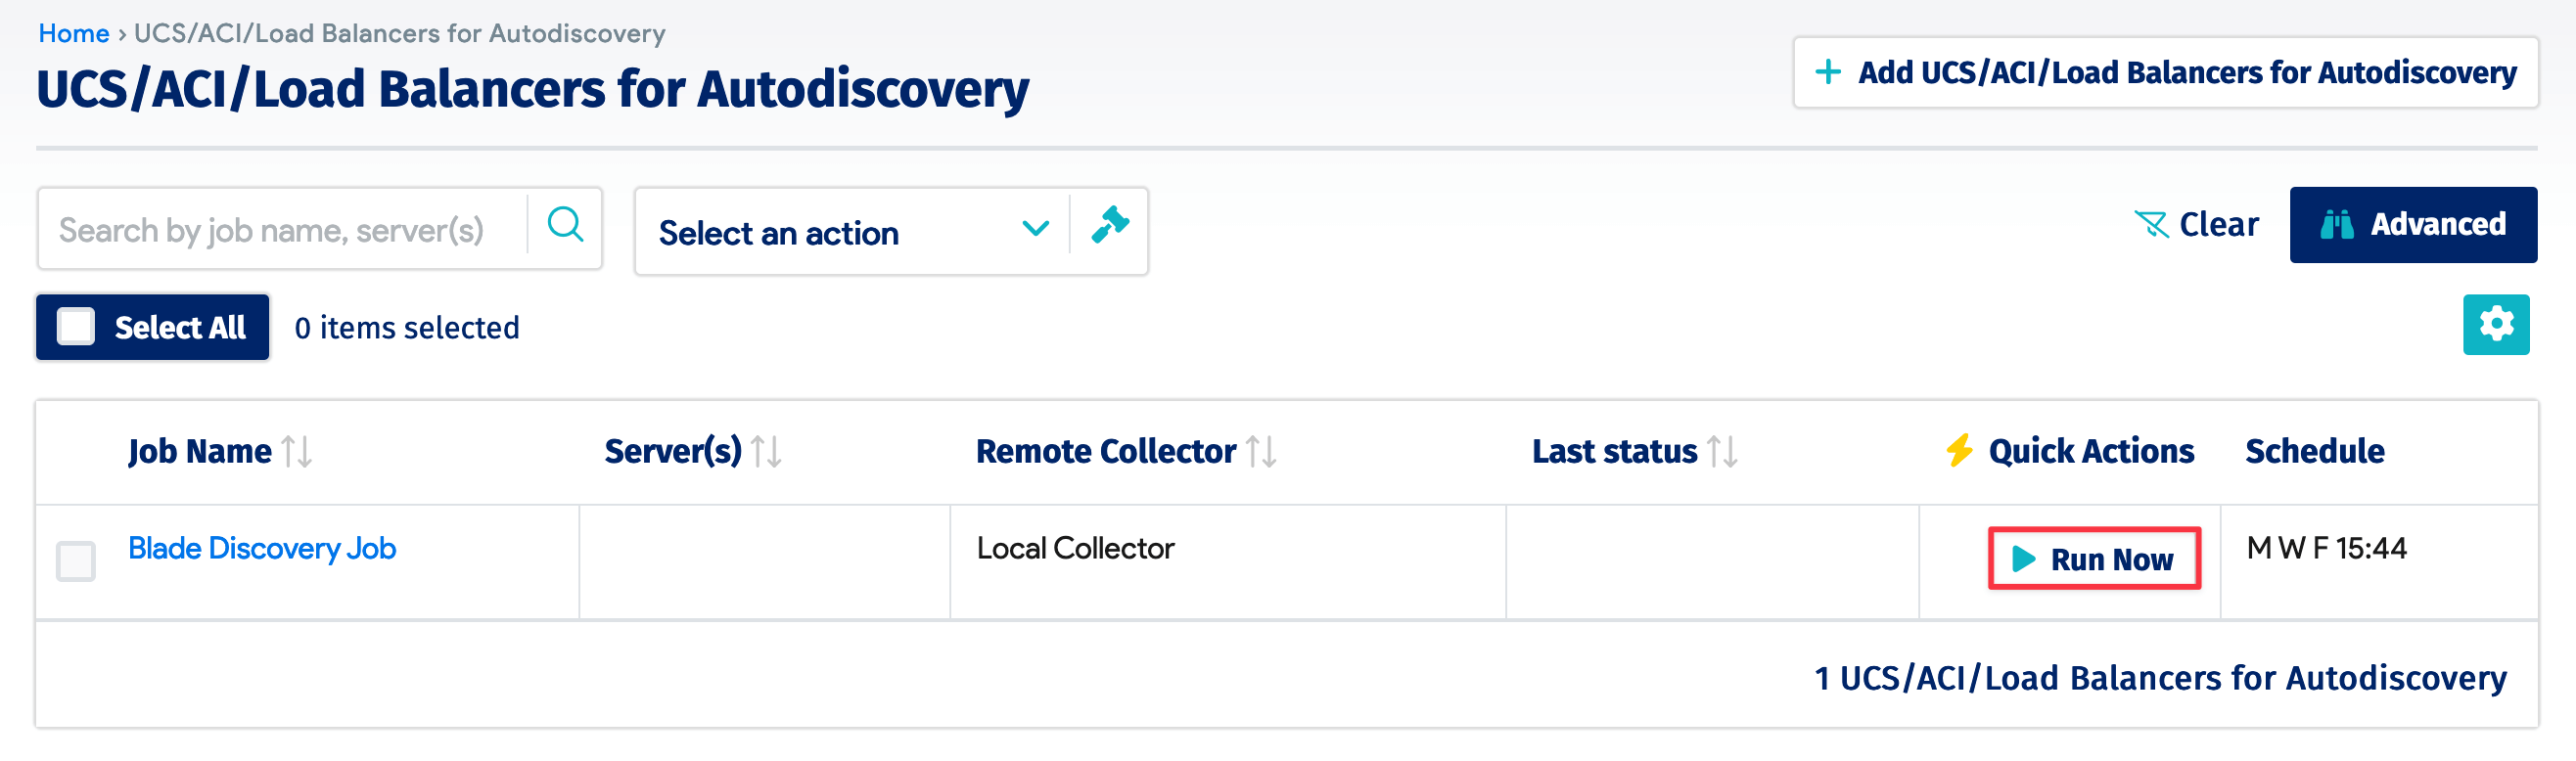 Home › UCS/ACI/Load Balancers for Autodiscovery
UCS/ACI/Load Balancers for Autodiscovery
+ Add UCS/ACI/Load Balancers for Autodiscovery
Search by job name, server(s)
Select an action
Clear
Advanced
Select All
0 items selected
Job Name Server(s) Remote Collector Last status Quick Actions Schedule
Blade Discovery Job Local Collector Run Now M W F 15:44
1 UCS/ACI/Load Balancers for Autodiscovery